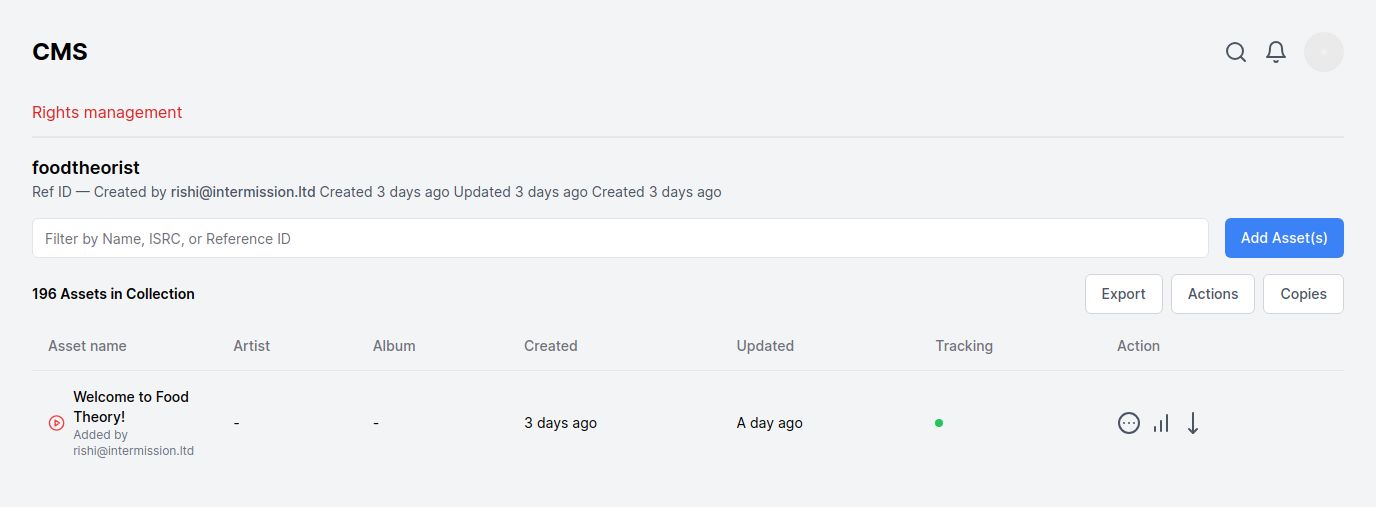 CMS
Rights management
foodtheorist
Ref ID — Created by rishi@intermission.ltd Created 3 days ago Updated 3 days ago Created 3 days ago
Filter by Name, ISRC, or Reference ID
Add Asset(s)
196 Assets in Collection
Export
Actions
Copies
Asset name
Artist
Album
Created
Updated
Tracking
Action
Welcome to Food
Theory!
Added by
rishi@intermission.ltd
-
-
3 days ago
A day ago